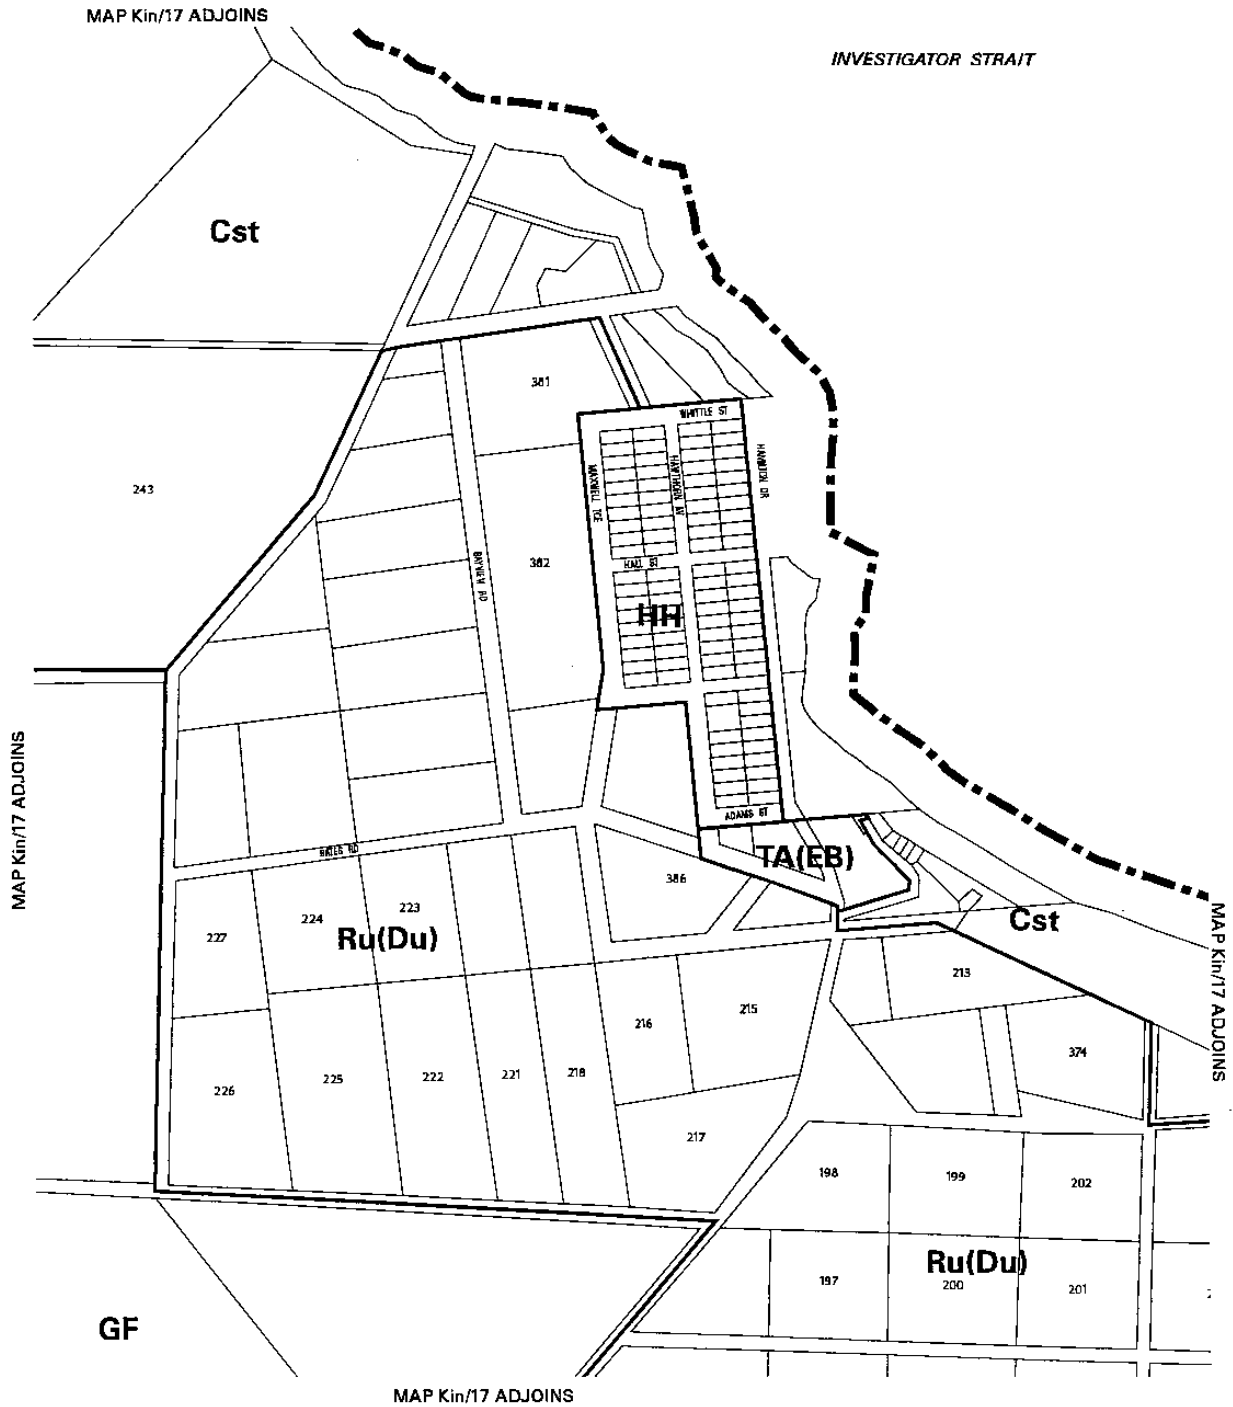 MAP Kin/17 ADJOINS
INVESTIGATOR STRAIT
Cst
381
WHITTLE ST
HAMILTON DR
HAWTHORN AV
MAXWELL TCE
243
BAYVIEW RD
382
HALL ST
HH
MAP Kin/17 ADJOINS
ADAMS ST
BATES RD
TA(EB)
386
223
224
227
Ru(Du)
Cst
MAP Kin/17 ADJOINS
213
215
216
374
226
225
222
221
218
217
198
199
202
Ru(Du)
197
200
201
GF
MAP Kin/17 ADJOINS